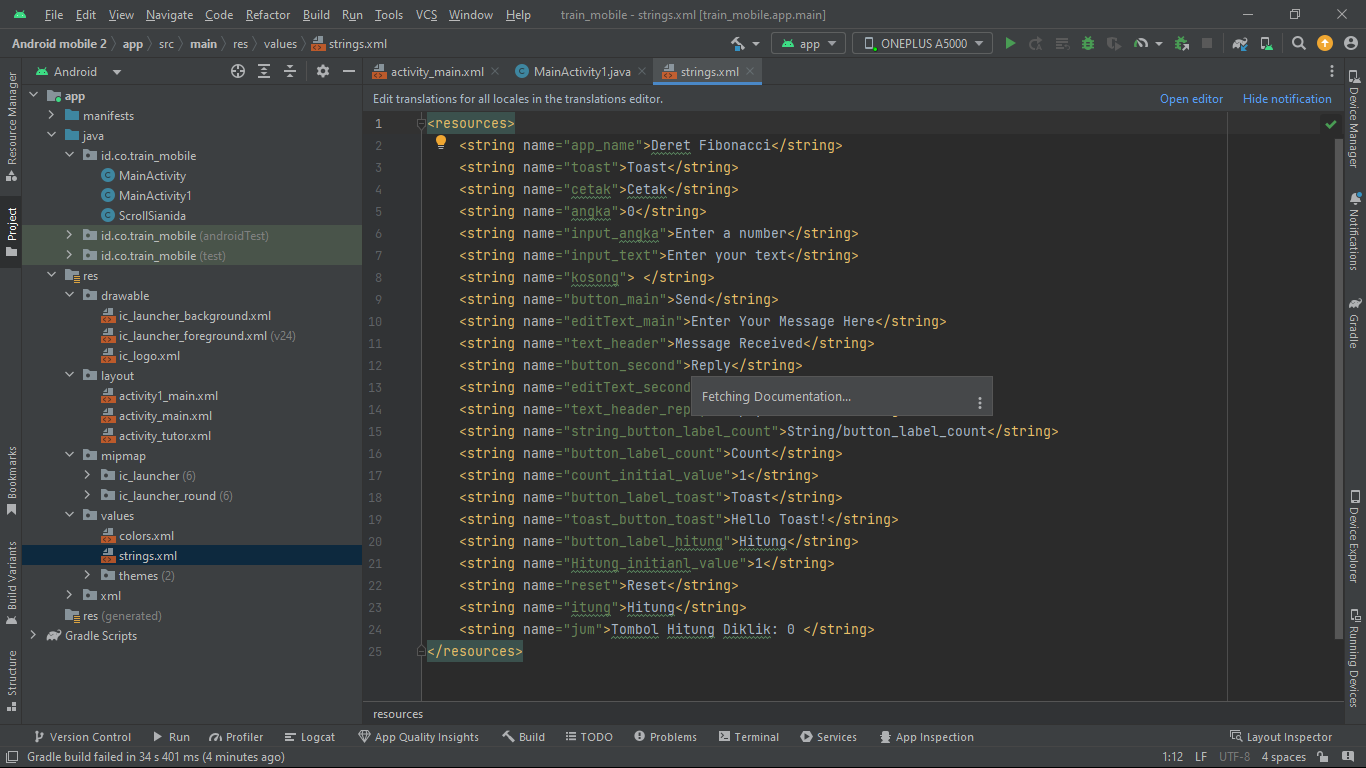 File Edit View Navigate Code Refactor Build Run Tools VCS Window Help train_mobile - strings.xml [train_mobile.app.main]
Android mobile 2 app src main res values strings.xml app ONEPLUS A5000
Android activity_main.xml MainActivity1.java strings.xml
Edit translations for all locales in the translations editor. Open editor Hide notification
Resource Manager
Project
Bookmarks
Build Variants
Structure
app
manifests
java
id.co.train_mobile
MainActivity
MainActivity1
ScrollSianida
id.co.train_mobile (androidTest)
id.co.train_mobile (test)
res
drawable
ic_launcher_background.xml
ic_launcher_foreground.xml (v24)
ic_logo.xml
layout
activity1_main.xml
activity_main.xml
activity_tutor.xml
mipmap
ic_launcher (6)
ic_launcher_round (6)
values
colors.xml
strings.xml
themes (2)
xml
res (generated)
Gradle Scripts
1 <resources>
2 <string name="app_name">Deret Fibonacci</string>
3 <string name="toast">Toast</string>
4 <string name="cetak">Cetak</string>
5 <string name="angka">0</string>
6 <string name="input_angka">Enter a number</string>
7 <string name="input_text">Enter your text</string>
8 <string name="kosong"> </string>
9 <string name="button_main">Send</string>
10 <string name="editText_main">Enter Your Message Here</string>
11 <string name="text_header">Message Received</string>
12 <string name="button_second">Reply</string>
13 <string name="editText_second
14 <string name="text_header_rep
15 <string name="string_button_label_count">String/button_label_count</string>
16 <string name="button_label_count">Count</string>
17 <string name="count_initial_value">1</string>
18 <string name="button_label_toast">Toast</string>
19 <string name="toast_button_toast">Hello Toast!</string>
20 <string name="button_label_hitung">Hitung</string>
21 <string name="Hitung_initianl_value">1</string>
22 <string name="reset">Reset</string>
23 <string name="itung">Hitung</string>
24 <string name="jum">Tombol Hitung Diklik: 0 </string>
25 </resources>
Fetching Documentation...
resources
Device Manager
Notifications
Gradle
Device Explorer
Running Devices
Version Control Run Profiler Logcat App Quality Insights Build TODO Problems Terminal Services App Inspection Layout Inspector
Gradle build failed in 34 s 401 ms (4 minutes ago) 1:12 LF UTF-8 4 spaces